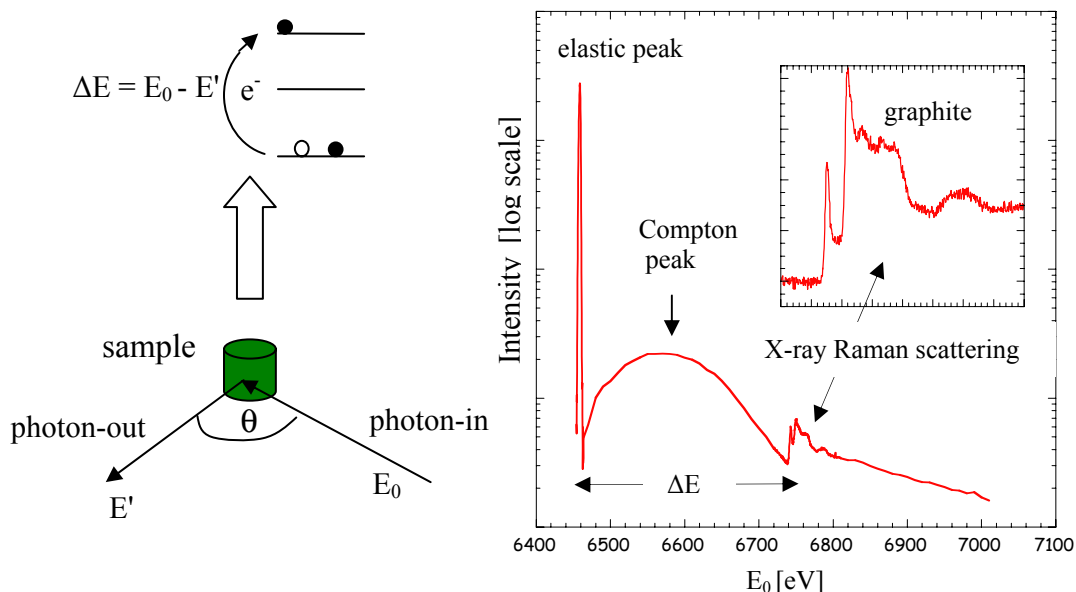 ΔE = E₀ - E'
e⁻
sample
photon-out
θ
photon-in
E'
E₀
elastic peak
graphite
Compton
peak
X-ray Raman scattering
ΔE
Intensity [log scale]
6400 6500 6600 6700 6800 6900 7000 7100
E₀ [eV]